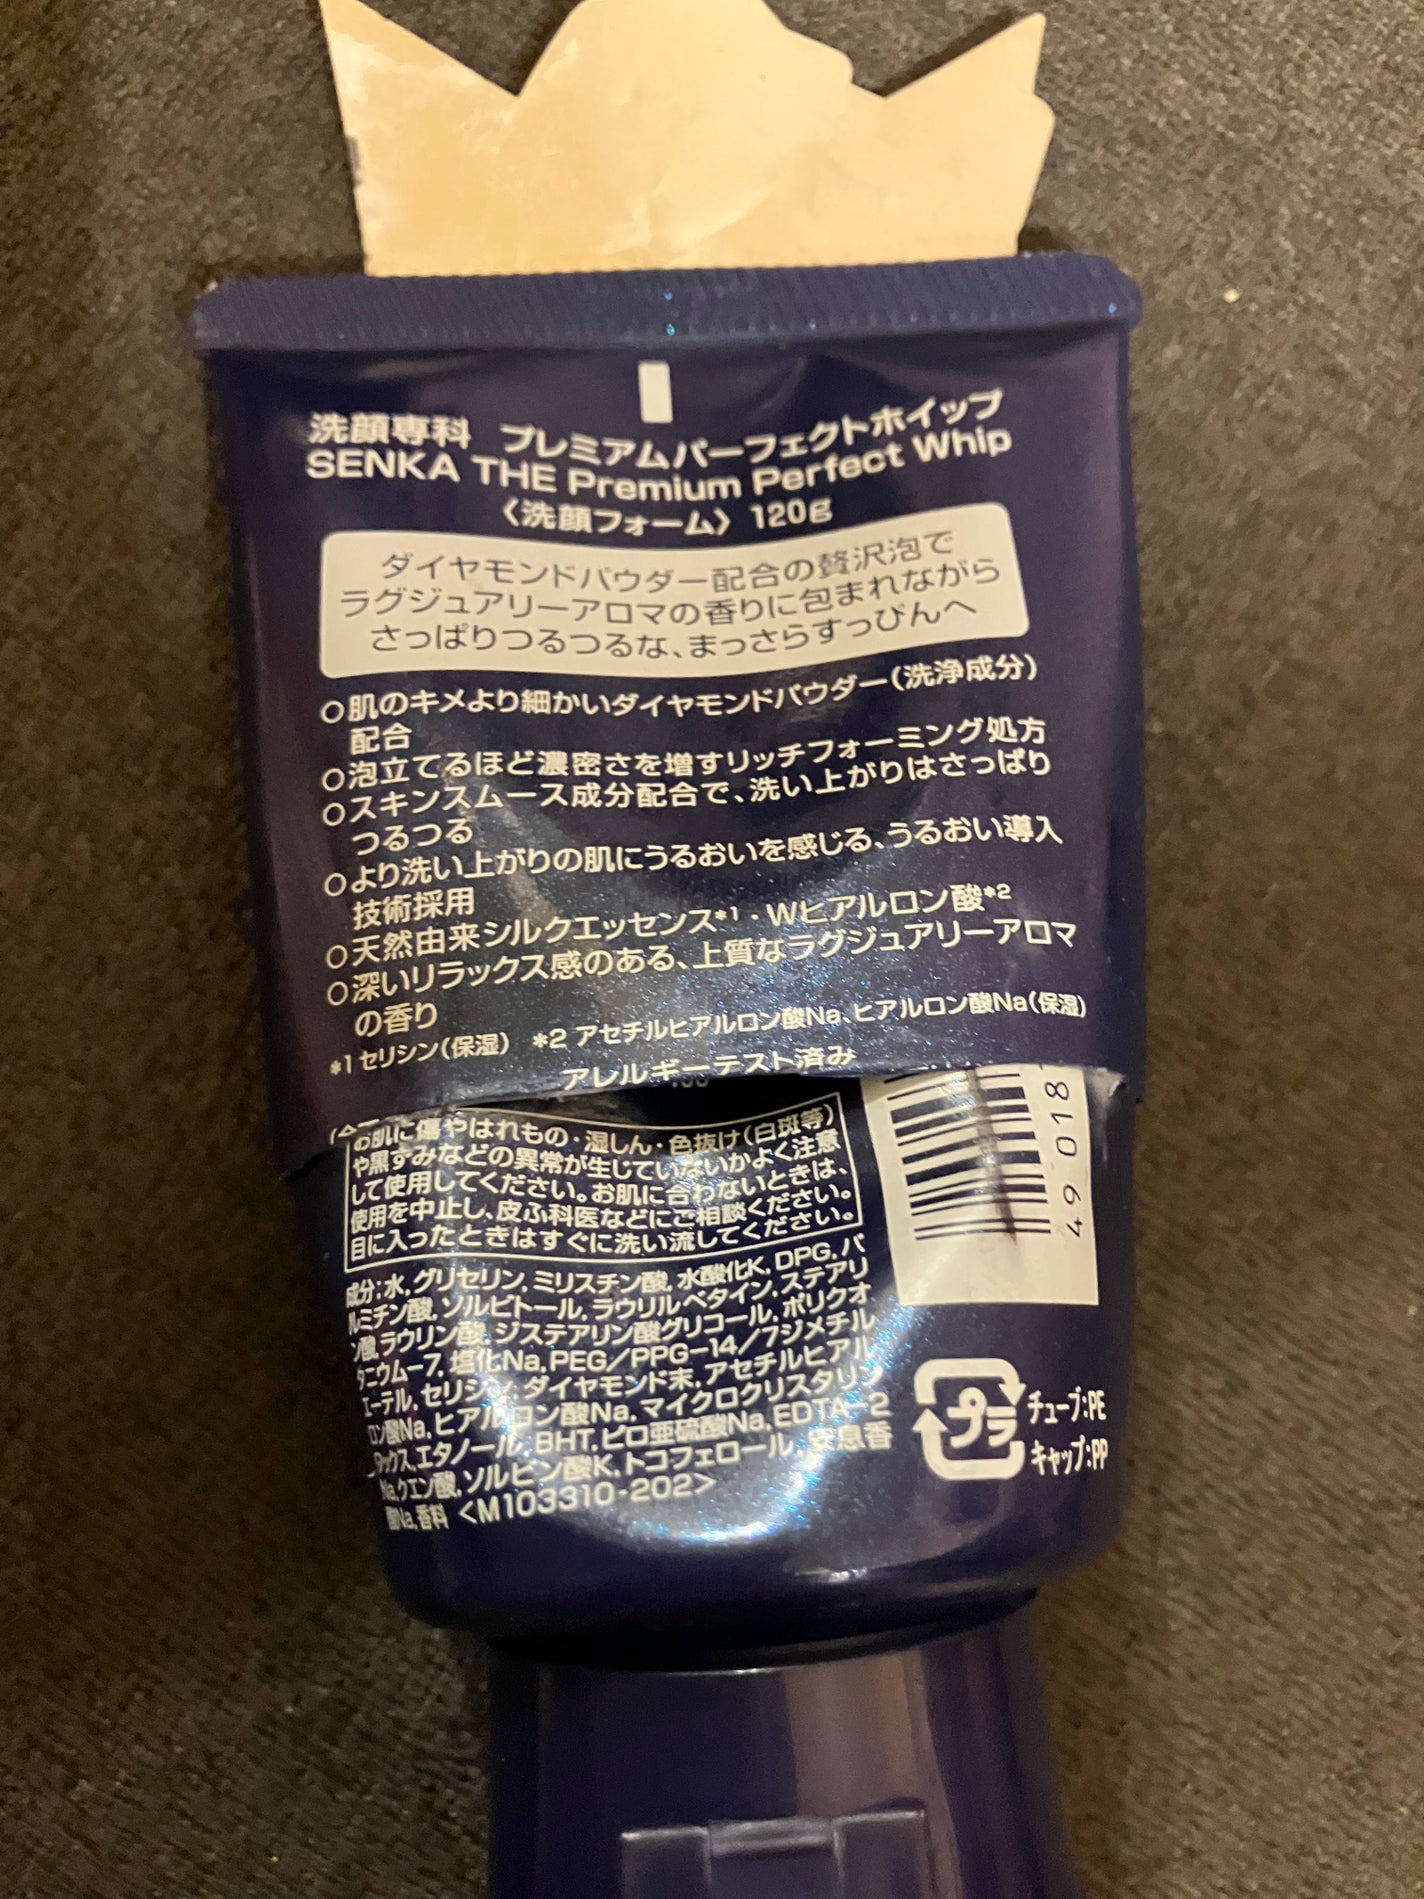 洗顔専科 プレミアムパーフェクトホイップ
SENKA THE Premium Perfect Whip
〈洗顔フォーム〉 120g
ダイヤモンドパウダー配合の贅沢泡で
ラグジュアリーアロマの香りに包まれながら
さっぱりつるつるな、まっさらすっぴんへ
○肌のキメより細かいダイヤモンドパウダー(洗浄成分)
配合
○泡立てるほど濃密さを増すリッチフォーミング処方
○スキンスムース成分配合で、洗い上がりはさっぱり
つるつる
○より洗い上がりの肌にうるおいを感じる、うるおい導入
技術採用
○天然由来シルクエッセンス*1・Wヒアルロン酸*2
○深いリラックス感のある、上質なラグジュアリーアロマ
の香り
*1 セリシン(保湿) *2 アセチルヒアルロン酸Na、ヒアルロン酸Na(保湿)
アレルギーテスト済み
お肌に傷やはれもの・湿しん・色抜け(白斑等)
や黒ずみなどの異常が生じていないかよく注意
して使用してください。お肌に合わないときは、
使用を中止し、皮ふ科医などにご相談ください。
目に入ったときはすぐに洗い流してください。
成分:水,グリセリン,ミリスチン酸,水酸化K,DPG,パ
ルミチン酸,ソルビトール,ラウリルベタイン,ステアリ
ン酸,ラウリン酸,ジステアリン酸グリコール,ポリクオ
タニウム-7,塩化Na,PEG/PPG-14/7ジメチル
エーテル,セリシン,ダイヤモンド末,アセチルヒアル
ロン酸Na,ヒアルロン酸Na,マイクロクリスタリン
ワックス,エタノール,BHT,ピロ亜硫酸Na,EDTA-2
Na,クエン酸,ソルビン酸K,トコフェロール,安息香
酸Na,香料 <M103310-202>
49 018
プラ
チューブ:PE
キャップ:PP